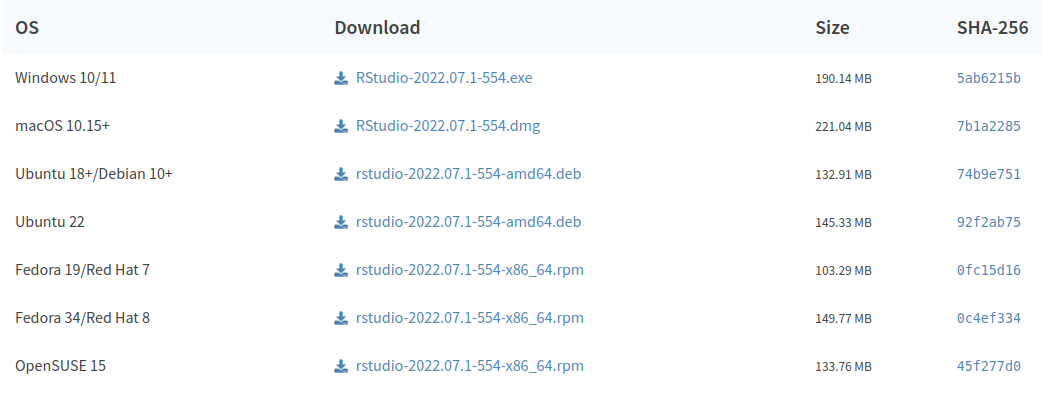 OS Download Size SHA-256
Windows 10/11 RStudio-2022.07.1-554.exe 190.14 MB 5ab6215b
macOS 10.15+ RStudio-2022.07.1-554.dmg 221.04 MB 7b1a2285
Ubuntu 18+/Debian 10+ rstudio-2022.07.1-554-amd64.deb 132.91 MB 74b9e751
Ubuntu 22 rstudio-2022.07.1-554-amd64.deb 145.33 MB 92f2ab75
Fedora 19/Red Hat 7 rstudio-2022.07.1-554-x86_64.rpm 103.29 MB 0fc15d16
Fedora 34/Red Hat 8 rstudio-2022.07.1-554-x86_64.rpm 149.77 MB 0c4ef334
OpenSUSE 15 rstudio-2022.07.1-554-x86_64.rpm 133.76 MB 45f277d0